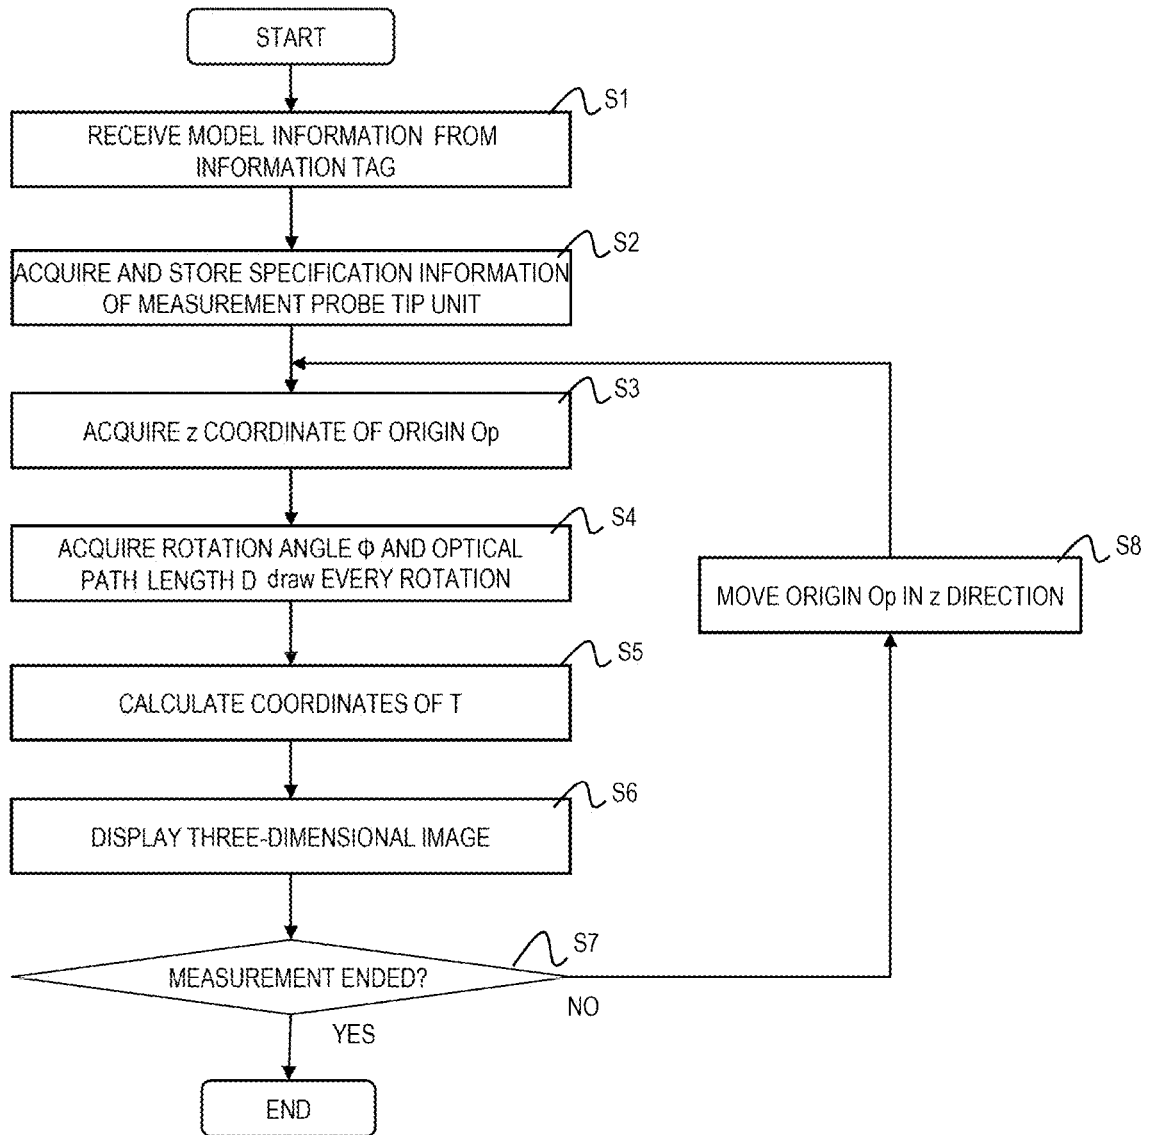 START
S1
RECEIVE MODEL INFORMATION FROM
INFORMATION TAG
S2
ACQUIRE AND STORE SPECIFICATION INFORMATION
OF MEASUREMENT PROBE TIP UNIT
S3
ACQUIRE z COORDINATE OF ORIGIN Op
S4
ACQUIRE ROTATION ANGLE Φ AND OPTICAL
PATH LENGTH D draw EVERY ROTATION
S8
MOVE ORIGIN Op IN z DIRECTION
S5
CALCULATE COORDINATES OF T
S6
DISPLAY THREE-DIMENSIONAL IMAGE
S7
MEASUREMENT ENDED?
NO
YES
END